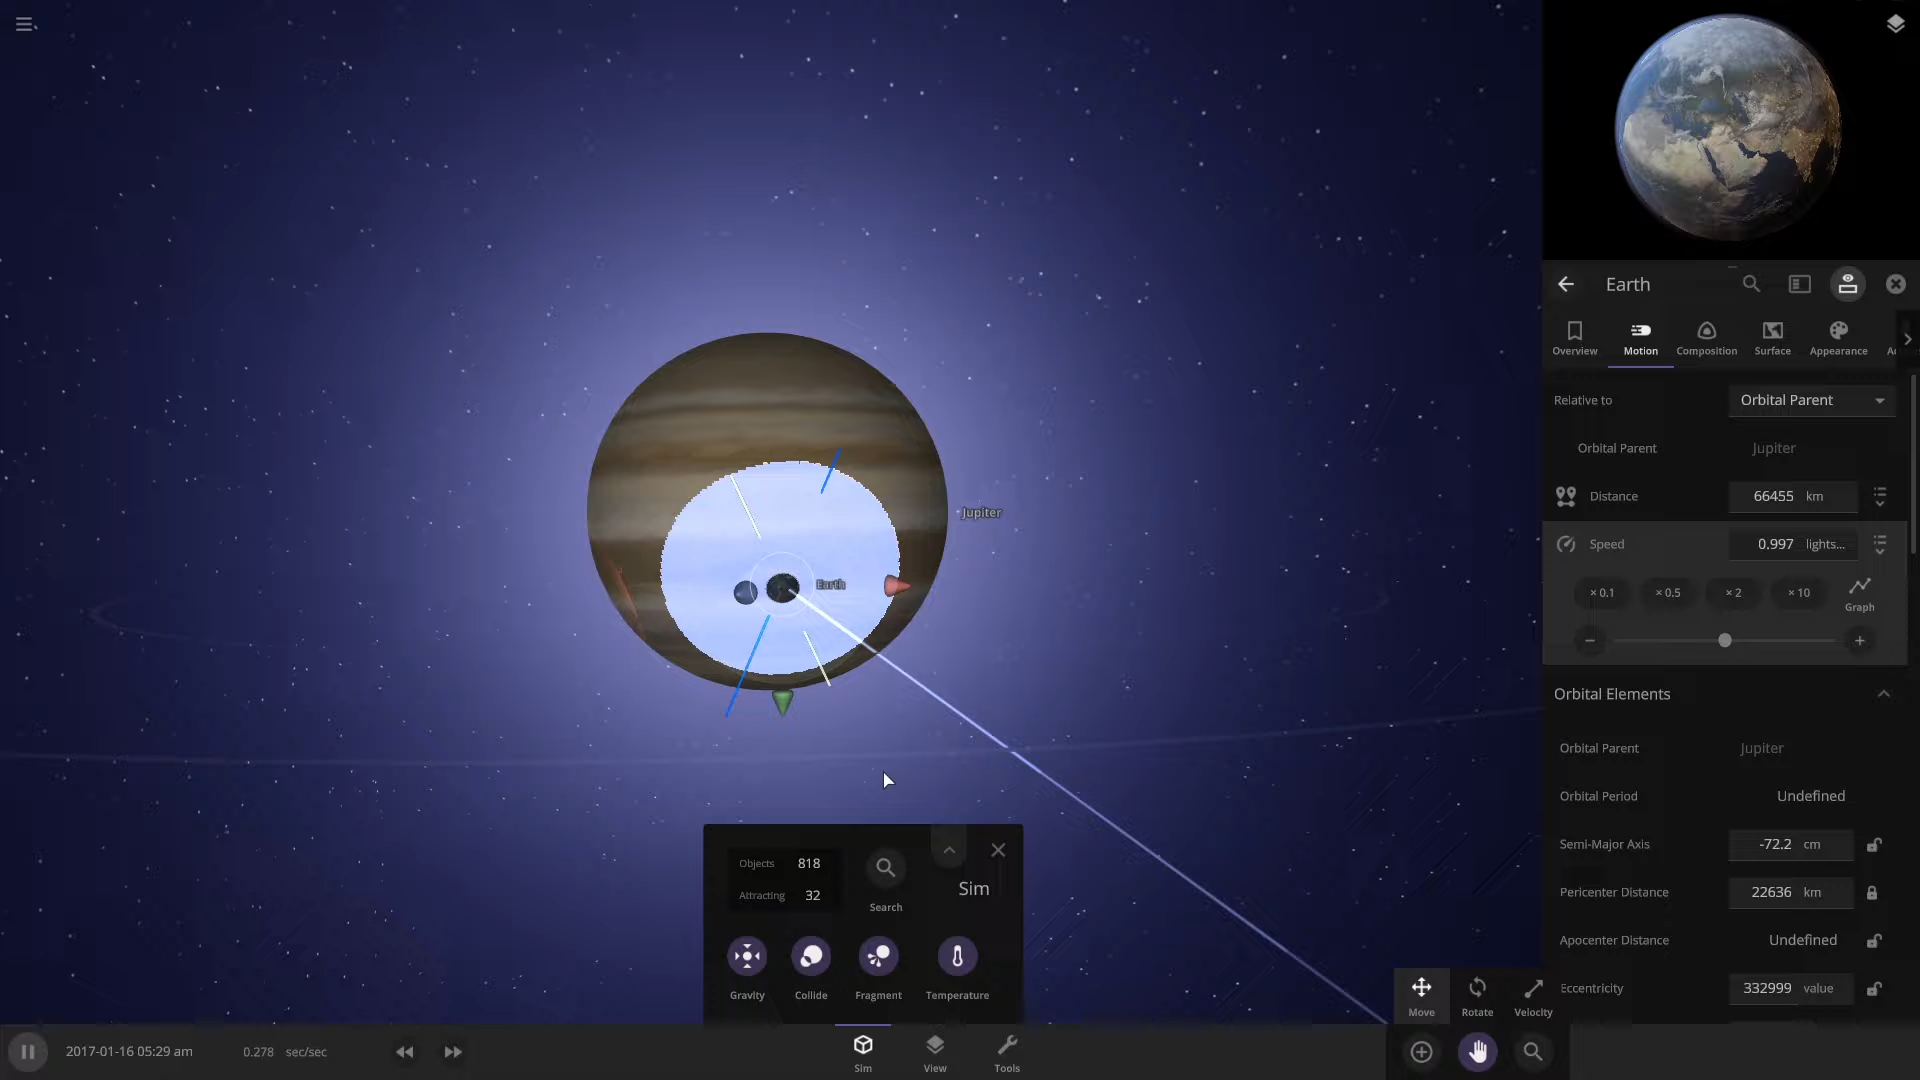 Earth
Overview
Motion
Composition
Surface
Appearance
Relative to
Orbital Parent
Orbital Parent
Jupiter
Distance
66455 km
Speed
0.997 lights...
× 0.1
× 0.5
× 2
× 10
Graph
Orbital Elements
Orbital Parent
Jupiter
Orbital Period
Undefined
Semi-Major Axis
-72.2 cm
Pericenter Distance
22636 km
Apocenter Distance
Undefined
Eccentricity
332999 value
Jupiter
Earth
Objects 818
Attracting 32
Search
Sim
Gravity
Collide
Fragment
Temperature
Move
Rotate
Velocity
2017-01-16 05:29 am
0.278 sec/sec
Sim
View
Tools